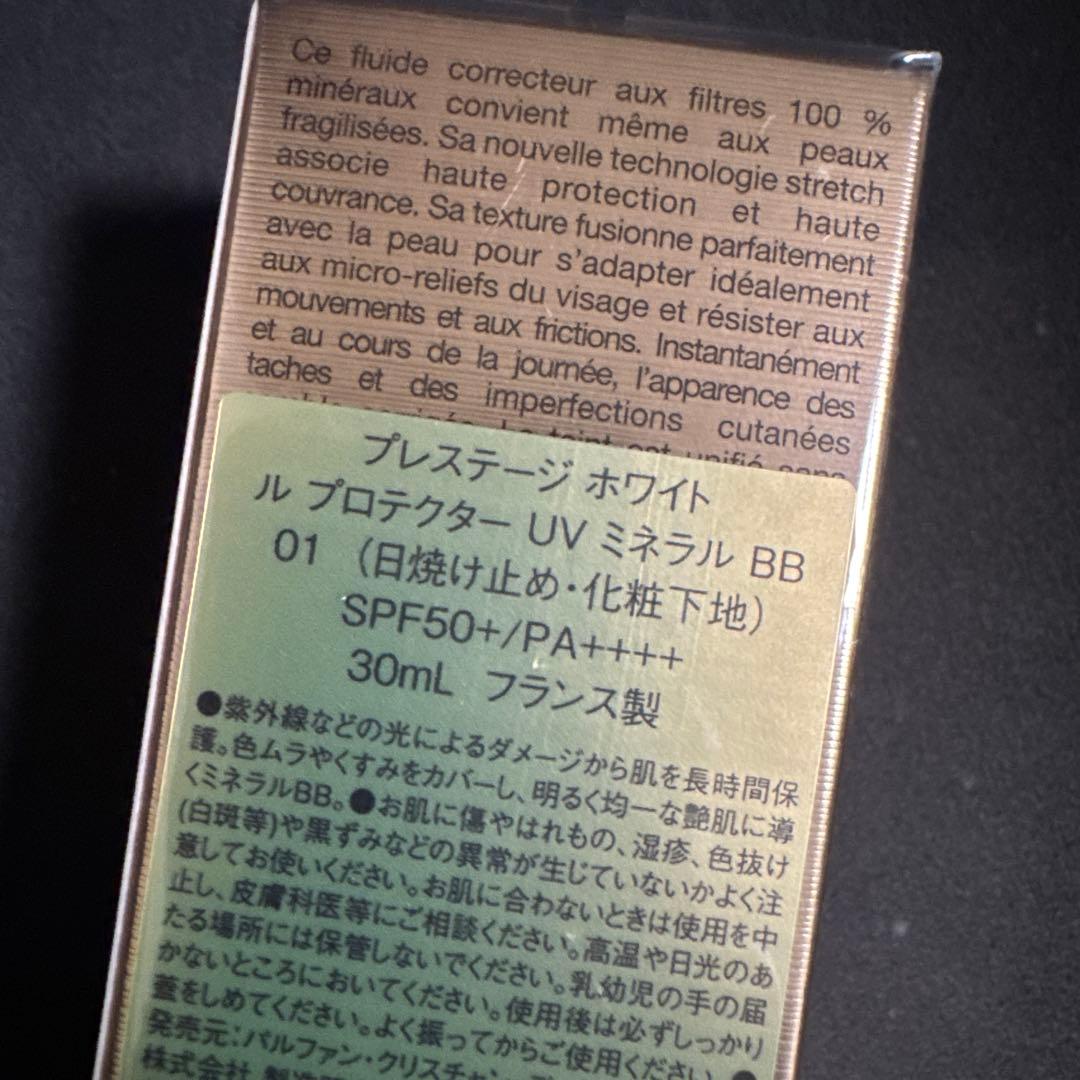 Ce fluide correcteur aux filtres 100 %
minéraux convient même aux peaux
fragilisées. Sa nouvelle technologie stretch
associe haute protection et haute
couvrance. Sa texture fusionne parfaitement
avec la peau pour s'adapter idéalement
aux micro-reliefs du visage et résister aux
mouvements et aux frictions. Instantanément
et au cours de la journée, l'apparence des
taches et des imperfections cutanées
teint est unifié sans
プレステージ ホワイト
ル プロテクター UV ミネラル BB
01 (日焼け止め・化粧下地)
SPF50+/PA++++
30mL フランス製
●紫外線などの光によるダメージから肌を長時間保
護。色ムラやくすみをカバーし、明るく均一な艶肌に導
くミネラルBB。●お肌に傷やはれもの、湿疹、色抜け
(白斑等)や黒ずみなどの異常が生じていないかよく注
意してお使いください。お肌に合わないときは使用を中
止し、皮膚科医等にご相談ください。高温や日光のあ
たる場所には保管しないでください。乳幼児の手の届
かないところにおいてください。使用後は必ずしっかり
蓋をしめてください。よく振ってからご使用ください。●
発売元:パルファン・クリスチャン
株式会社